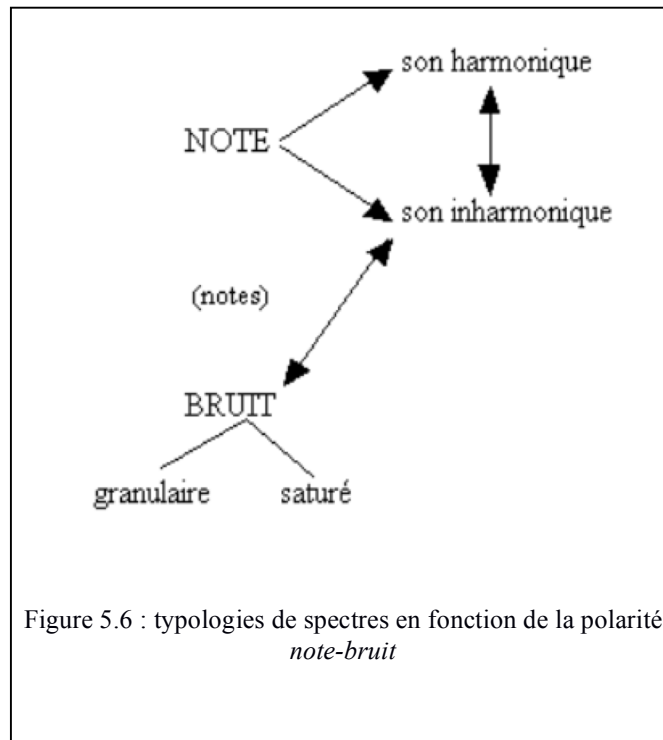 son harmonique
NOTE
son inharmonique
(notes)
BRUIT
granulaire saturé
Figure 5.6 : typologies de spectres en fonction de la polarité
note-bruit